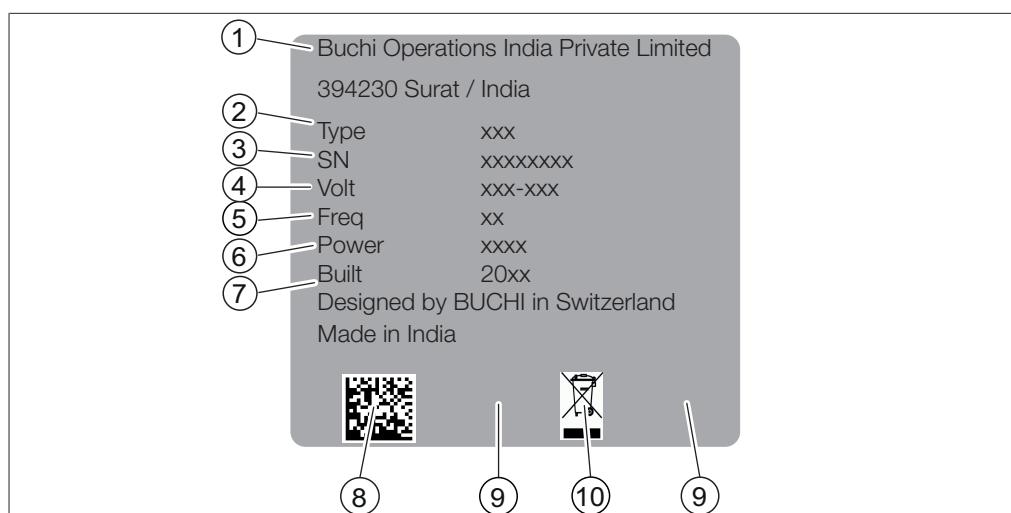 1 Buchi Operations India Private Limited
394230 Surat / India
2 Type xxx
3 SN xxxxxxxx
4 Volt xxx-xxx
5 Freq xx
6 Power xxxx
7 Built 20xx
Designed by BUCHI in Switzerland
Made in India
8 9 10 9